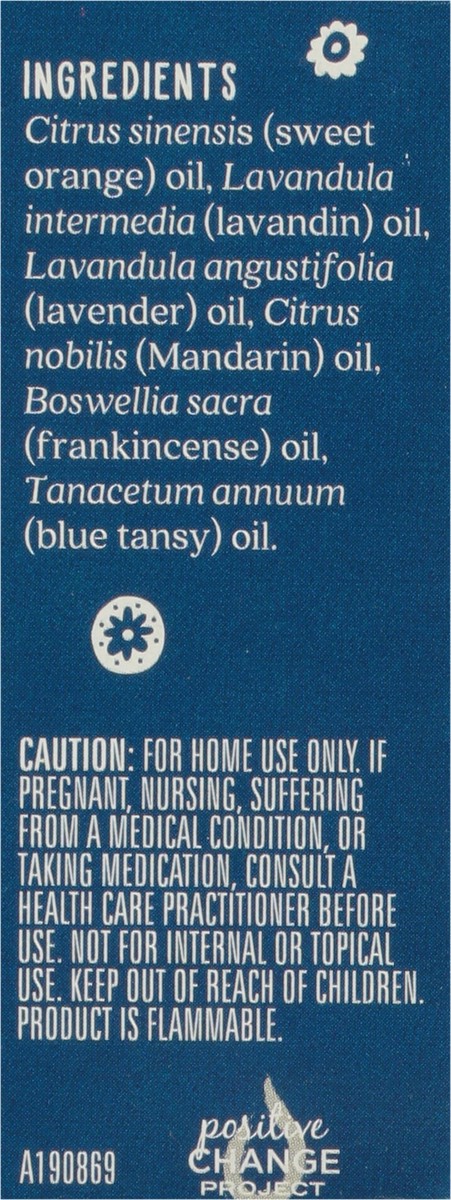 INGREDIENTS
Citrus sinensis (sweet
orange) oil, Lavandula
intermedia (lavandin) oil,
Lavandula angustifolia
(lavender) oil, Citrus
nobilis (Mandarin) oil,
Boswellia sacra
(frankincense) oil,
Tanacetum annuum
(blue tansy) oil.
CAUTION: FOR HOME USE ONLY. IF
PREGNANT, NURSING, SUFFERING
FROM A MEDICAL CONDITION, OR
TAKING MEDICATION, CONSULT A
HEALTH CARE PRACTITIONER BEFORE
USE. NOT FOR INTERNAL OR TOPICAL
USE. KEEP OUT OF REACH OF CHILDREN.
PRODUCT IS FLAMMABLE.
positive
CHANGE
A190869
PROJECT